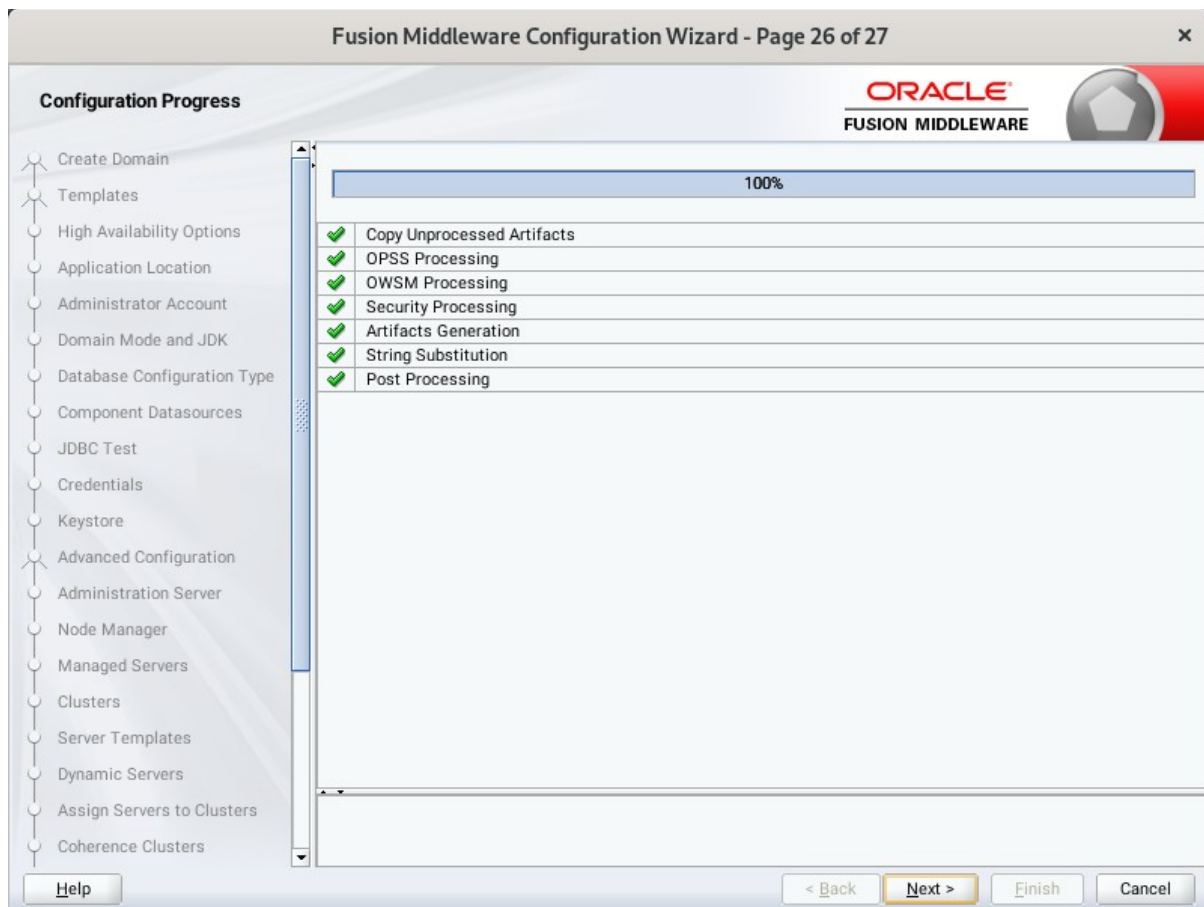 Fusion Middleware Configuration Wizard - Page 26 of 27
×
Configuration Progress
ORACLE
FUSION MIDDLEWARE
Create Domain
Templates
High Availability Options
Application Location
Administrator Account
Domain Mode and JDK
Database Configuration Type
Component Datasources
JDBC Test
Credentials
Keystore
Advanced Configuration
Administration Server
Node Manager
Managed Servers
Clusters
Server Templates
Dynamic Servers
Assign Servers to Clusters
Coherence Clusters
100%
Copy Unprocessed Artifacts
OPSS Processing
OWSM Processing
Security Processing
Artifacts Generation
String Substitution
Post Processing
Help
< Back
Next >
Finish
Cancel